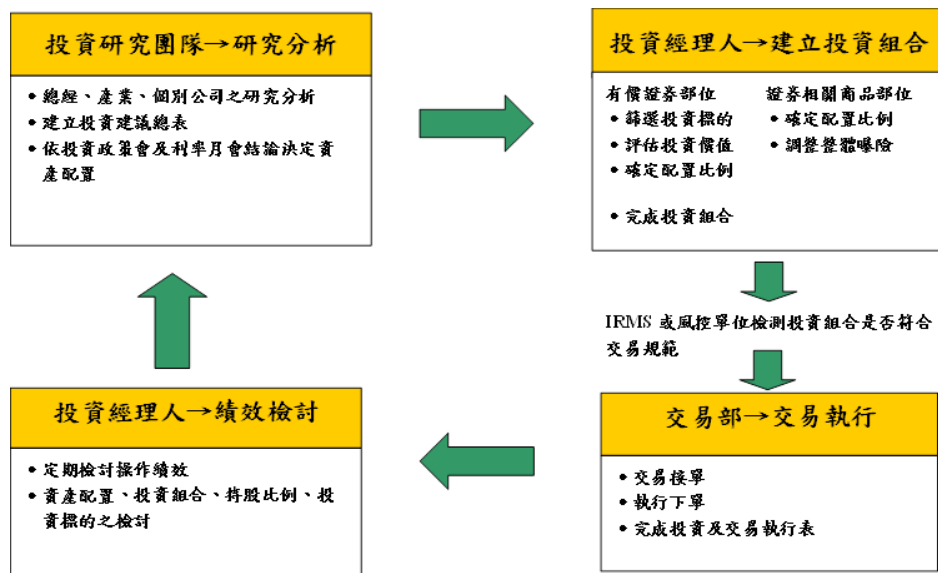 投資研究團隊→研究分析
• 總經、產業、個別公司之研究分析
• 建立投資建議總表
• 依投資政策會及利率月會結論決定資
產配置
投資經理人→建立投資組合
有價證券部位
• 篩選投資標的
• 評估投資價值
• 確定配置比例
• 完成投資組合
證券相關商品部位
• 確定配置比例
• 調整整體曝險
IRMS 或風控單位檢測投資組合是否符合
交易規範
交易部→交易執行
• 交易接單
• 執行下單
• 完成投資及交易執行表
投資經理人→績效檢討
• 定期檢討操作績效
• 資產配置、投資組合、持股比例、投
資標的之檢討